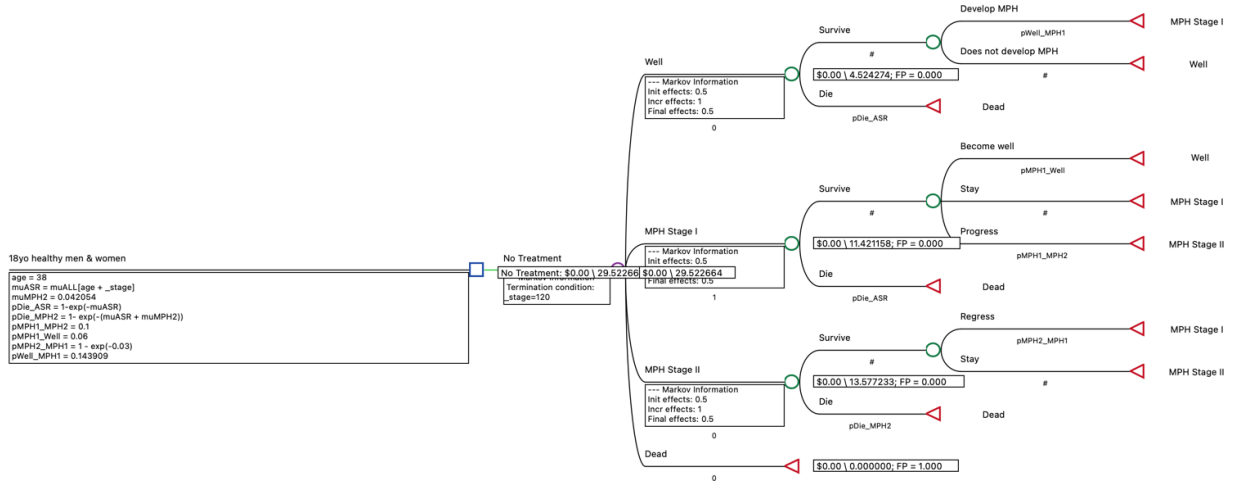 Develop MPH
pWell_MPH1
MPH Stage I
Survive
#
Does not develop MPH
#
Well
Well
--- Markov Information
Init effects: 0.5
Incr effects: 1
Final effects: 0.5
0
$0.00 \ 4.524274; FP = 0.000
Die
pDie_ASR
Dead
Become well
pMPH1_Well
Well
Survive
#
Stay
#
MPH Stage I
MPH Stage I
--- Markov Information
Init effects: 0.5
Final effects: 0.5
1
$0.00 \ 11.421158; FP = 0.000
Progress
pMPH1_MPH2
MPH Stage II
Die
pDie_ASR
Dead
18yo healthy men & women
age = 38
muASR = muALL[age + _stage]
muMPH2 = 0.042054
pDie_ASR = 1-exp(-muASR)
pDie_MPH2 = 1- exp(-(muASR + muMPH2))
pMPH1_MPH2 = 0.1
pMPH1_Well = 0.06
pMPH2_MPH1 = 1 - exp(-0.03)
pWell_MPH1 = 0.143909
No Treatment
No Treatment: $0.00 \ 29.52266
$0.00 \ 29.522664
Termination condition:
_stage=120
Regress
pMPH2_MPH1
MPH Stage I
Survive
#
Stay
#
MPH Stage II
MPH Stage II
--- Markov Information
Init effects: 0.5
Incr effects: 1
Final effects: 0.5
0
$0.00 \ 13.577233; FP = 0.000
Die
pDie_MPH2
Dead
Dead
0
$0.00 \ 0.000000; FP = 1.000